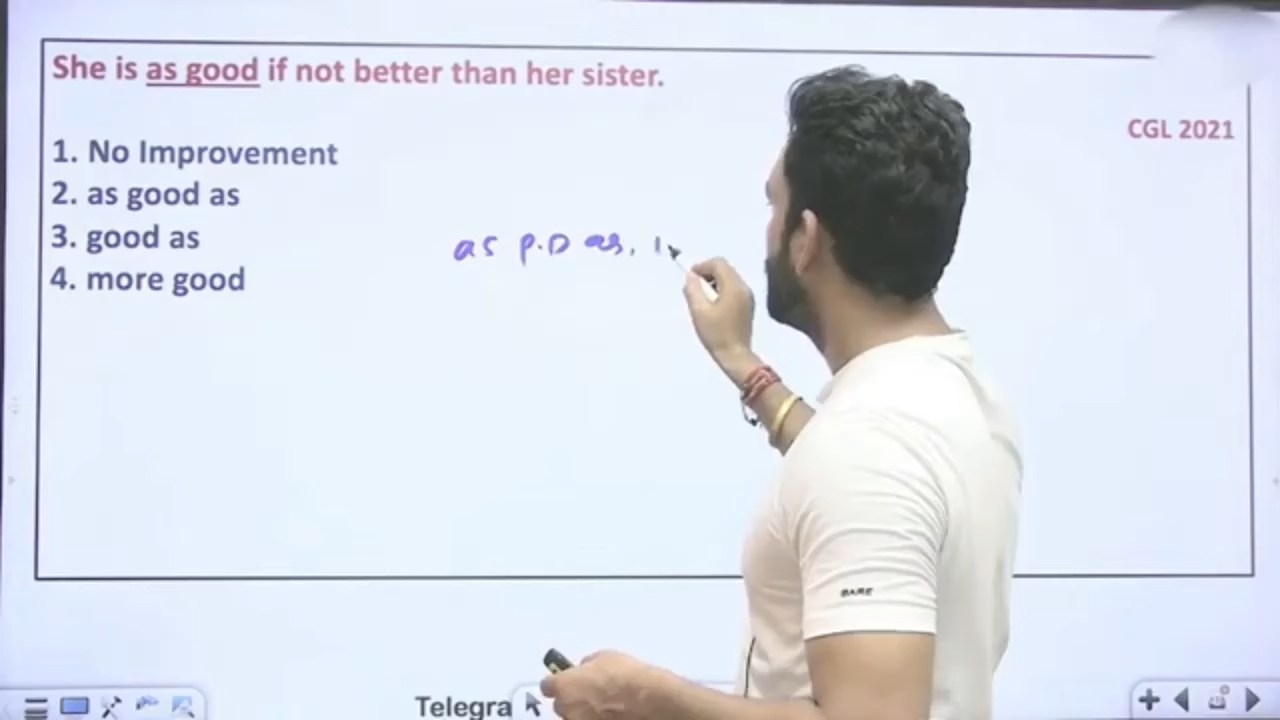 She is as good if not better than her sister.
CGL 2021
1. No Improvement
2. as good as
3. good as
4. more good
as P.D as, I
BARE
Telegra